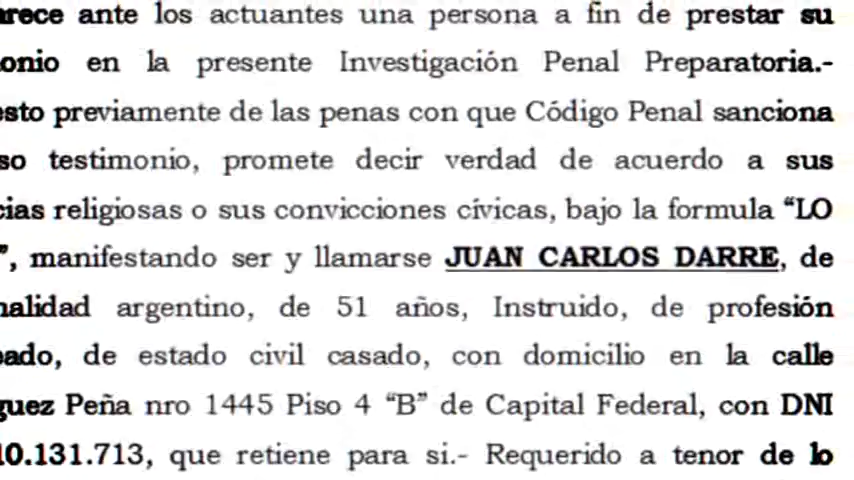 arece ante los actuantes una persona a fin de prestar su
onio en la presente Investigación Penal Preparatoria.-
esto previamente de las penas con que Código Penal sanciona
so testimonio, promete decir verdad de acuerdo a sus
cias religiosas o sus convicciones cívicas, bajo la formula “LO
”, manifestando ser y llamarse JUAN CARLOS DARRE, de
nalidad argentino, de 51 años, Instruido, de profesión
ado, de estado civil casado, con domicilio en la calle
guez Peña nro 1445 Piso 4 “B” de Capital Federal, con DNI
10.131.713, que retiene para si.- Requerido a tenor de lo